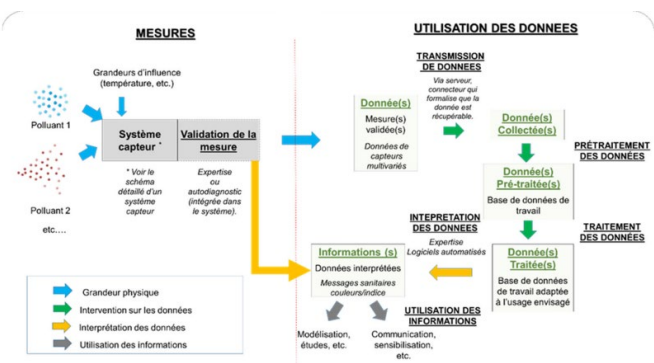 MESURES
UTILISATION DES DONNEES
Grandeurs d'influence
(température, etc.)
Polluant 1
Polluant 2
etc....
Système
capteur *
* Voir le
schéma
détaillé d'un
système
capteur
Validation de la
mesure
Expertise
ou
autodiagnostic
(intégrée dans
le système).
Donnée(s)
Mesure(s)
validée(s)
Données de
capteurs
multivariés
TRANSMISSION
DE DONNEES
Via serveur,
connecteur qui
formalise que la
donnée est
récupérable.
Donnée(s)
Collectée(s)
PRÉTRAITEMENT
DES DONNÉES
Donnée(s)
Pré-traitée(s)
Base de données de
travail
TRAITEMENT
DES DONNÉES
Donnée(s)
Traitée(s)
Base de données
de travail adaptée
à l'usage envisagé
INTEPRETATION
DES DONNEES
Expertise
Logiciels automatisés
Informations (s)
Données interprétées
Messages sanitaires
couleurs/indice
UTILISATION DES
INFORMATIONS
Modélisation,
études, etc.
Communication,
sensibilisation,
etc.
Grandeur physique
Intervention sur les données
Interprétation des données
Utilisation des informations